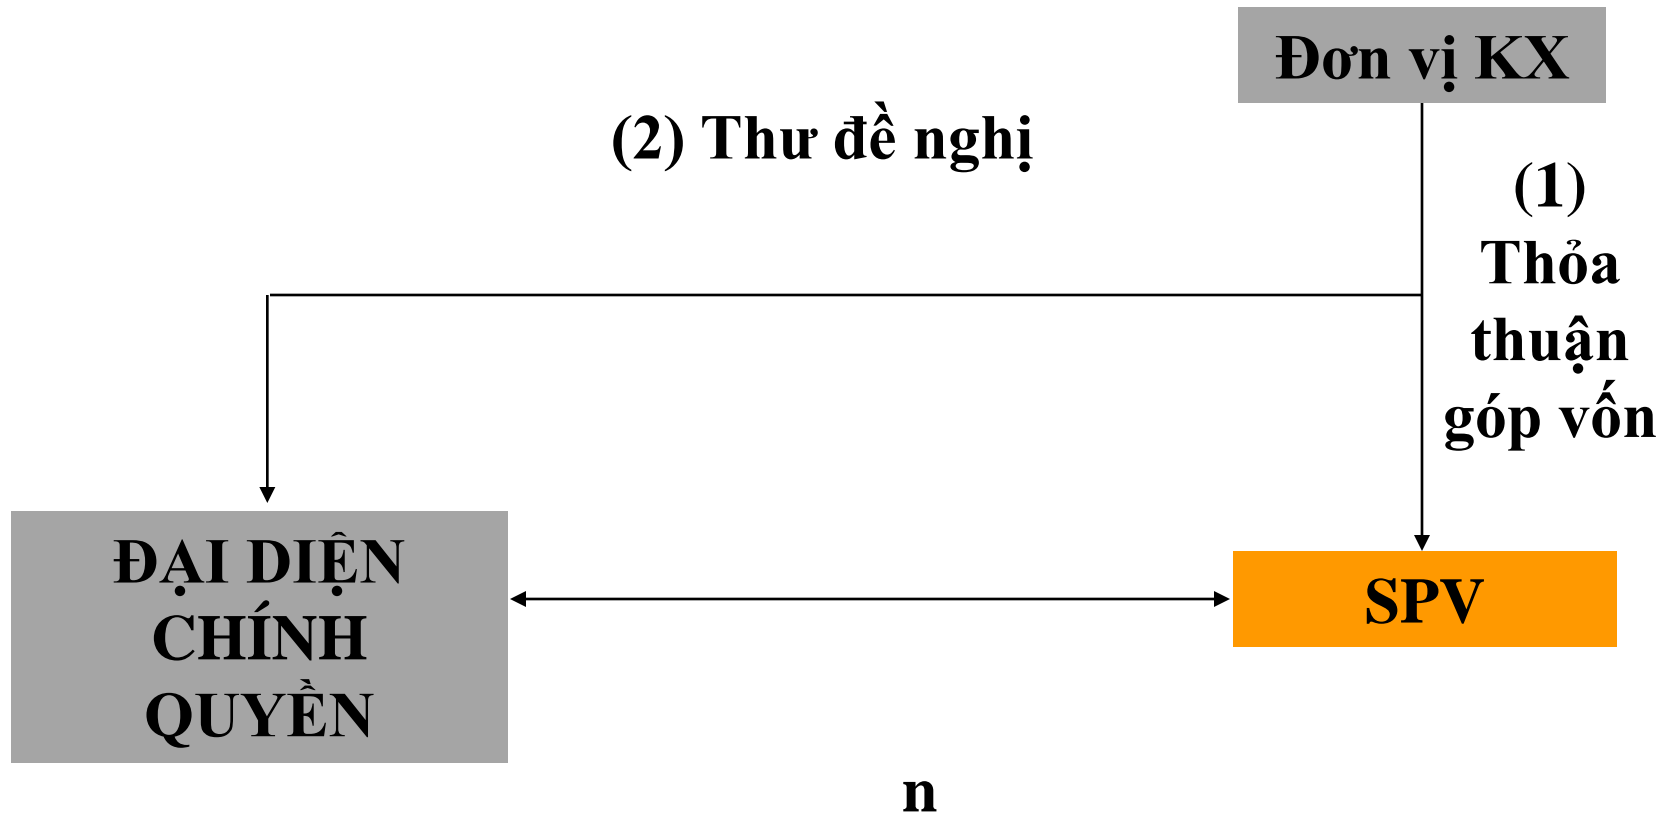 Đơn vị KX
(2) Thư đề nghị
(1)
Thỏa
thuận
góp vốn
ĐẠI DIỆN
CHÍNH
QUYỀN
SPV
n